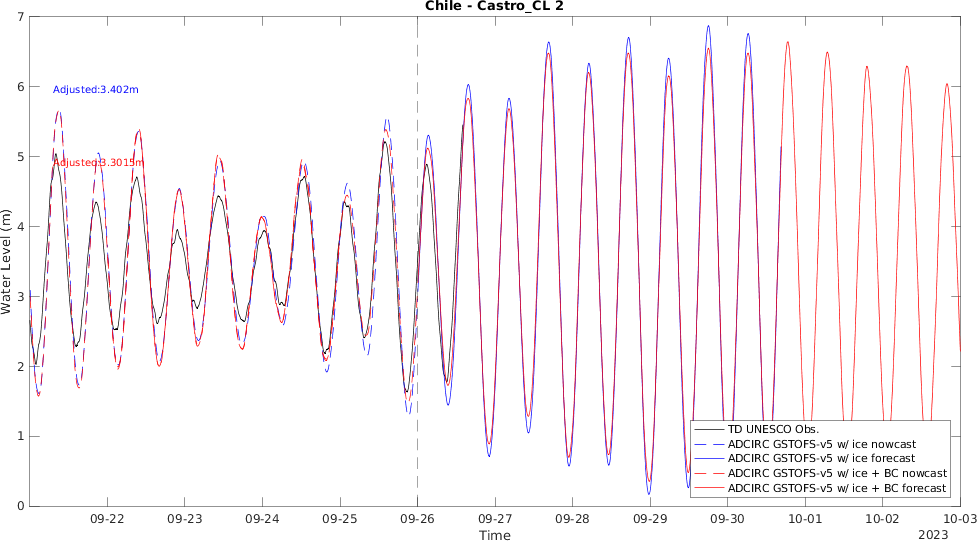 Chile - Castro_CL 2
7
6
5
4
3
2
1
0
Water Level (m)
Adjusted:3.402m
Adjusted:3.3015m
TD UNESCO Obs.
ADCIRC GSTOFS-v5 w/ ice nowcast
ADCIRC GSTOFS-v5 w/ ice forecast
ADCIRC GSTOFS-v5 w/ ice + BC nowcast
ADCIRC GSTOFS-v5 w/ ice + BC forecast
09-22 09-23 09-24 09-25 09-26 09-27 09-28 09-29 09-30 10-01 10-02 10-03
Time
2023